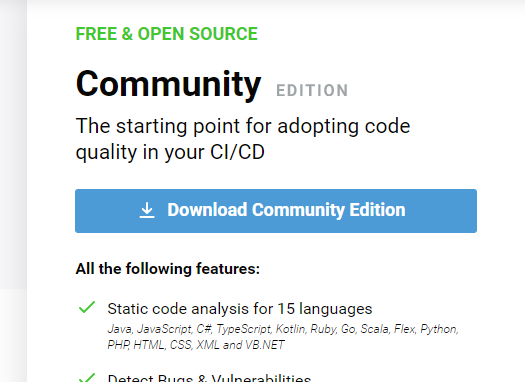 FREE & OPEN SOURCE
Community EDITION
The starting point for adopting code
quality in your CI/CD
Download Community Edition
All the following features:
Static code analysis for 15 languages
Java, JavaScript, C#, TypeScript, Kotlin, Ruby, Go, Scala, Flex, Python,
PHP, HTML, CSS, XML and VB.NET
Detect Bugs & Vulnerabilities